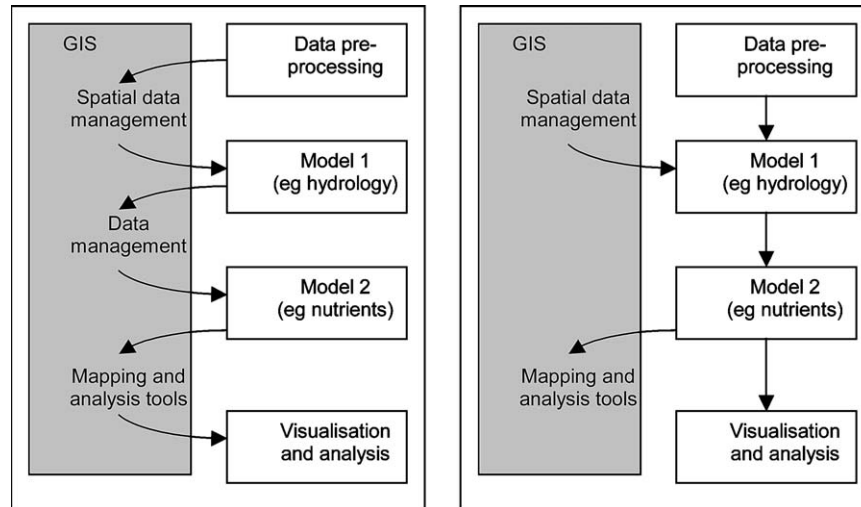 GIS
Data pre-
processing
Spatial data
management
Model 1
(eg hydrology)
Data
management
Model 2
(eg nutrients)
Mapping and
analysis tools
Visualisation
and analysis
GIS
Data pre-
processing
Spatial data
management
Model 1
(eg hydrology)
Model 2
(eg nutrients)
Mapping and
analysis tools
Visualisation
and analysis